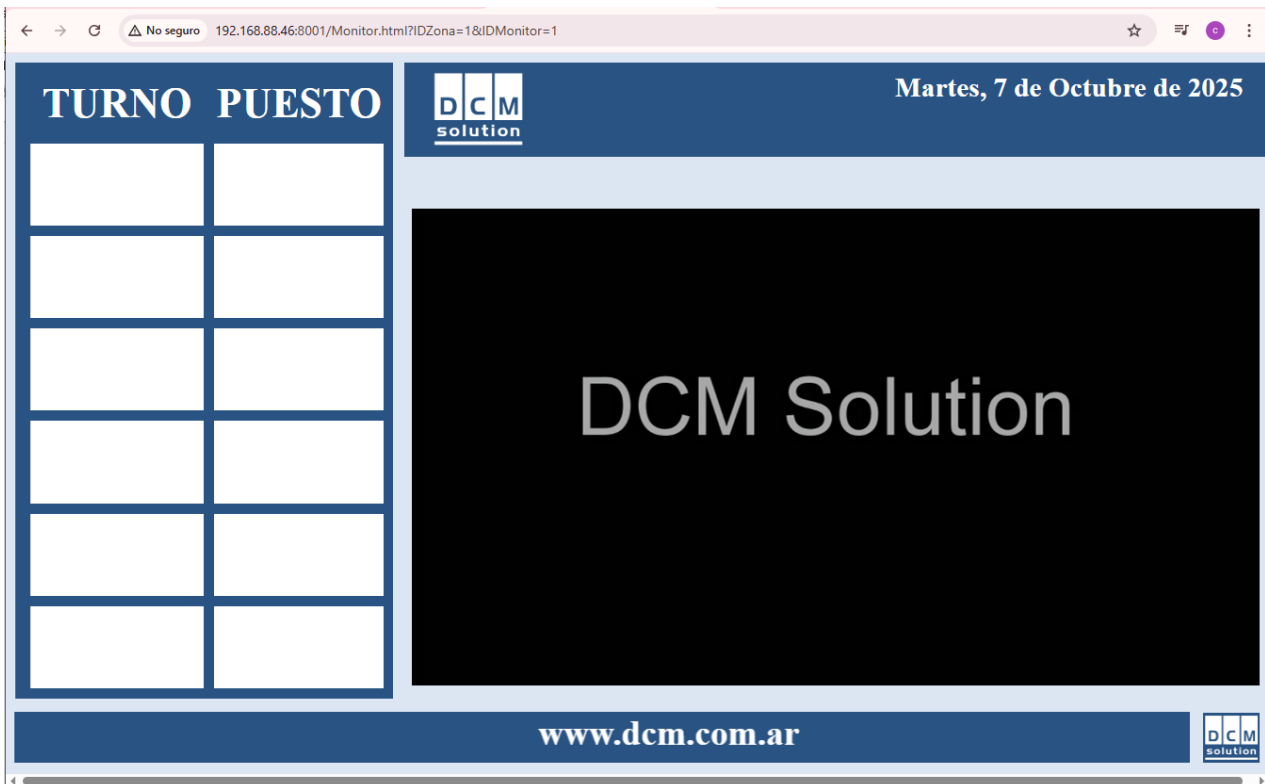 No seguro 192.168.88.46:8001/Monitor.html?IDZona=1&IDMonitor=1
C
TURNO PUESTO
DCM
solution
Martes, 7 de Octubre de 2025
DCM Solution
www.dcm.com.ar
DCM
solution